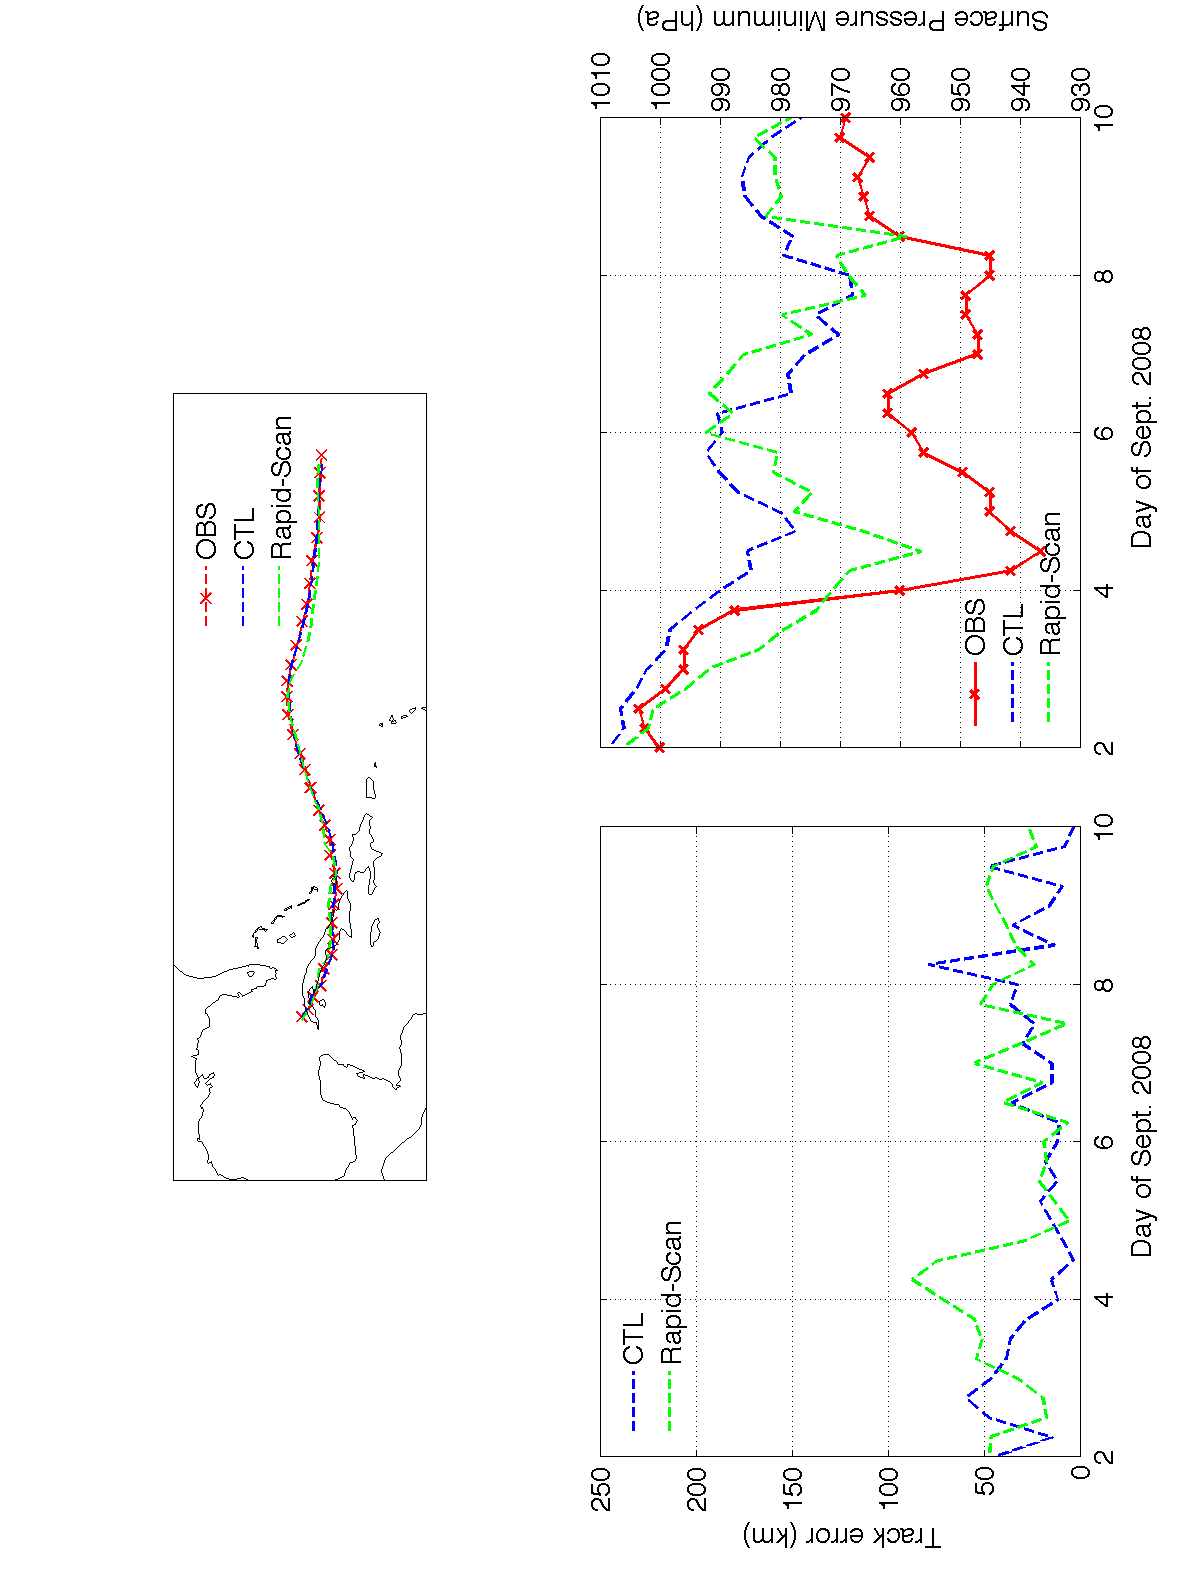 OBS
CTL
Rapid-Scan
250
200
150
100
50
0
Track error (km)
2
4
6
8
10
Day of Sept. 2008
CTL
Rapid-Scan
1010
1000
990
980
970
960
950
940
930
Surface Pressure Minimum (hPa)
2
4
6
8
10
Day of Sept. 2008
OBS
CTL
Rapid-Scan